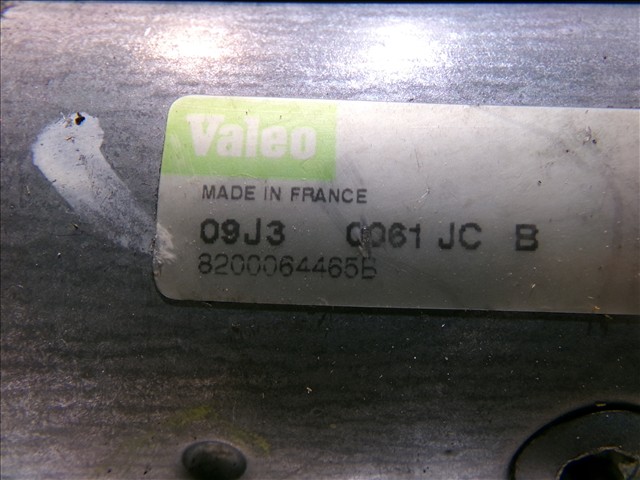 Valeo
MADE IN FRANCE
09J3 0061 JC B
8200064465B